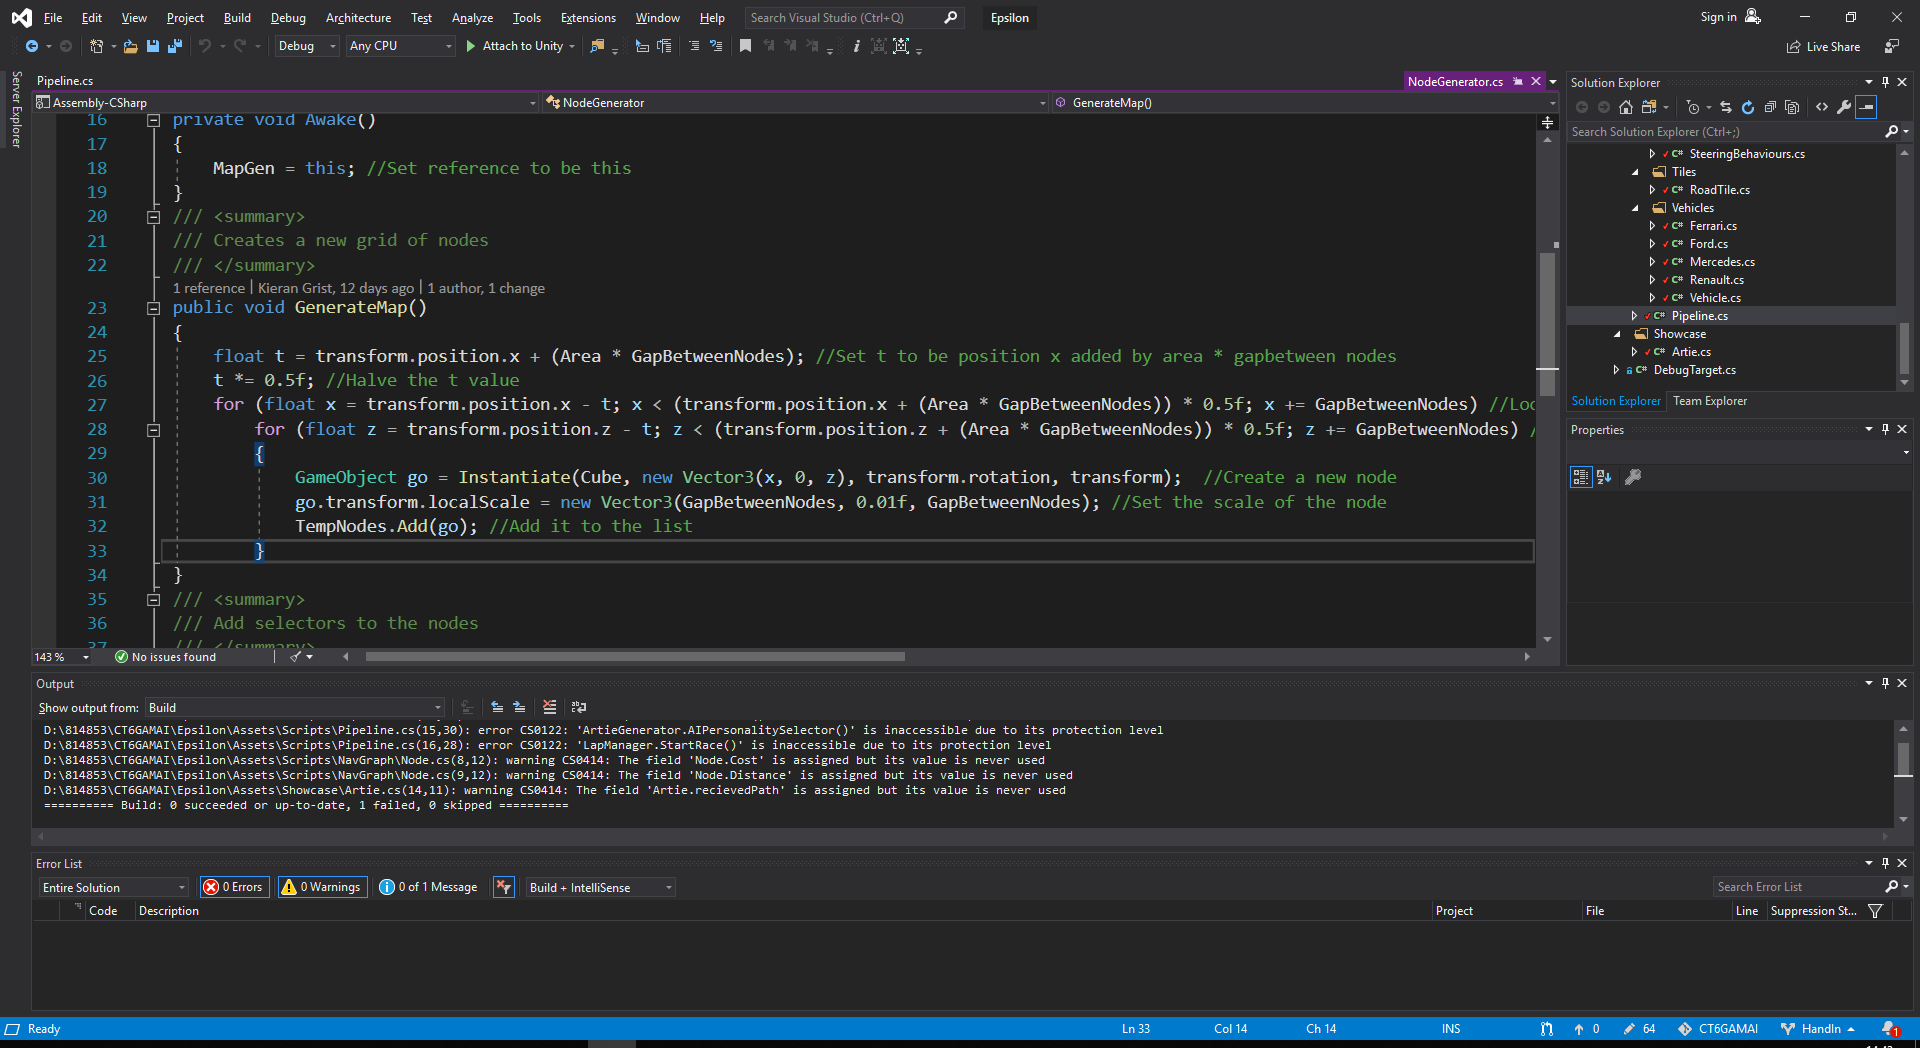 File Edit View Project Build Debug Architecture Test Analyze Tools Extensions Window Help Search Visual Studio (Ctrl+Q) Epsilon Sign in
Debug Any CPU Attach to Unity Live Share
Server Explorer
Pipeline.cs NodeGenerator.cs
Assembly-CSharp NodeGenerator GenerateMap()
16 private void Awake()
17 {
18 MapGen = this; //Set reference to be this
19 }
20 /// <summary>
21 /// Creates a new grid of nodes
22 /// </summary>
1 reference | Kieran Grist, 12 days ago | 1 author, 1 change
23 public void GenerateMap()
24 {
25 float t = transform.position.x + (Area * GapBetweenNodes); //Set t to be position x added by area * gapbetween nodes
26 t *= 0.5f; //Halve the t value
27 for (float x = transform.position.x - t; x < (transform.position.x + (Area * GapBetweenNodes)) * 0.5f; x += GapBetweenNodes) //Loo
28 for (float z = transform.position.z - t; z < (transform.position.z + (Area * GapBetweenNodes)) * 0.5f; z += GapBetweenNodes) /
29 {
30 GameObject go = Instantiate(Cube, new Vector3(x, 0, z), transform.rotation, transform); //Create a new node
31 go.transform.localScale = new Vector3(GapBetweenNodes, 0.01f, GapBetweenNodes); //Set the scale of the node
32 TempNodes.Add(go); //Add it to the list
33 }
34 }
35 /// <summary>
36 /// Add selectors to the nodes
37 /// </summary>
143 % No issues found
Solution Explorer
Search Solution Explorer (Ctrl+;)
C# SteeringBehaviours.cs
Tiles
C# RoadTile.cs
Vehicles
C# Ferrari.cs
C# Ford.cs
C# Mercedes.cs
C# Renault.cs
C# Vehicle.cs
C# Pipeline.cs
Showcase
C# Artie.cs
C# DebugTarget.cs
Solution Explorer Team Explorer
Properties
Output
Show output from: Build
D:\814853\CT6GAMAI\Epsilon\Assets\Scripts\Pipeline.cs(15,30): error CS0122: 'ArtieGenerator.AIPersonalitySelector()' is inaccessible due to its protection level
D:\814853\CT6GAMAI\Epsilon\Assets\Scripts\Pipeline.cs(16,28): error CS0122: 'LapManager.StartRace()' is inaccessible due to its protection level
D:\814853\CT6GAMAI\Epsilon\Assets\Scripts\NavGraph\Node.cs(8,12): warning CS0414: The field 'Node.Cost' is assigned but its value is never used
D:\814853\CT6GAMAI\Epsilon\Assets\Scripts\NavGraph\Node.cs(9,12): warning CS0414: The field 'Node.Distance' is assigned but its value is never used
D:\814853\CT6GAMAI\Epsilon\Assets\Showcase\Artie.cs(14,11): warning CS0414: The field 'Artie.recievedPath' is assigned but its value is never used
========== Build: 0 succeeded or up-to-date, 1 failed, 0 skipped ==========
Error List
Entire Solution 0 Errors 0 Warnings 0 of 1 Message Build + IntelliSense Search Error List
Code Description Project File Line Suppression St...
Ready Ln 33 Col 14 Ch 14 INS 0 64 CT6GAMAI HandIn 1